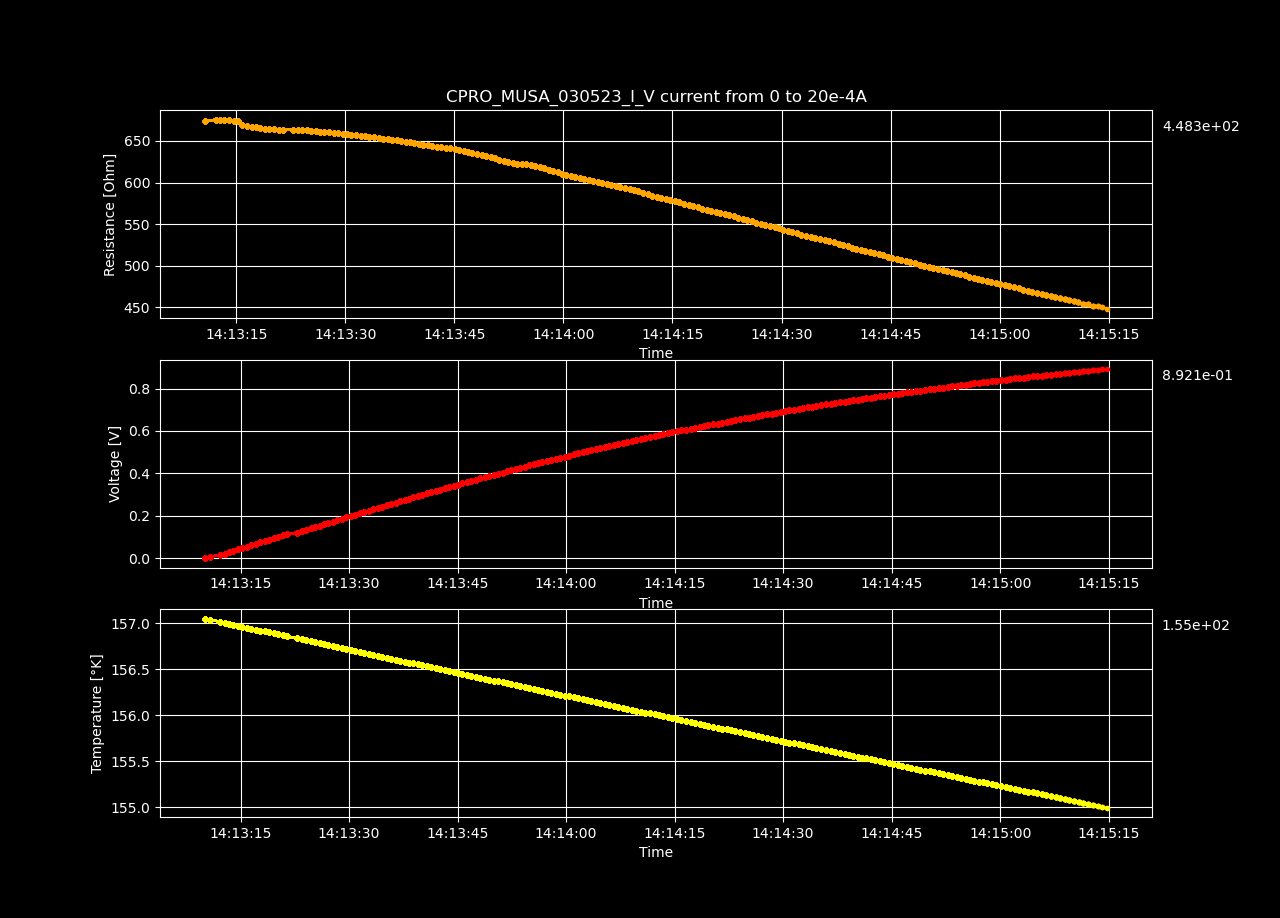 CPRO_MUSA_030523_I_V current from 0 to 20e-4A
4.483e+02
Resistance [Ohm]
650
600
550
500
450
14:13:15 14:13:30 14:13:45 14:14:00 14:14:15 14:14:30 14:14:45 14:15:00 14:15:15
Time
8.921e-01
Voltage [V]
0.8
0.6
0.4
0.2
0.0
14:13:15 14:13:30 14:13:45 14:14:00 14:14:15 14:14:30 14:14:45 14:15:00 14:15:15
Time
1.55e+02
Temperature [°K]
157.0
156.5
156.0
155.5
155.0
14:13:15 14:13:30 14:13:45 14:14:00 14:14:15 14:14:30 14:14:45 14:15:00 14:15:15
Time